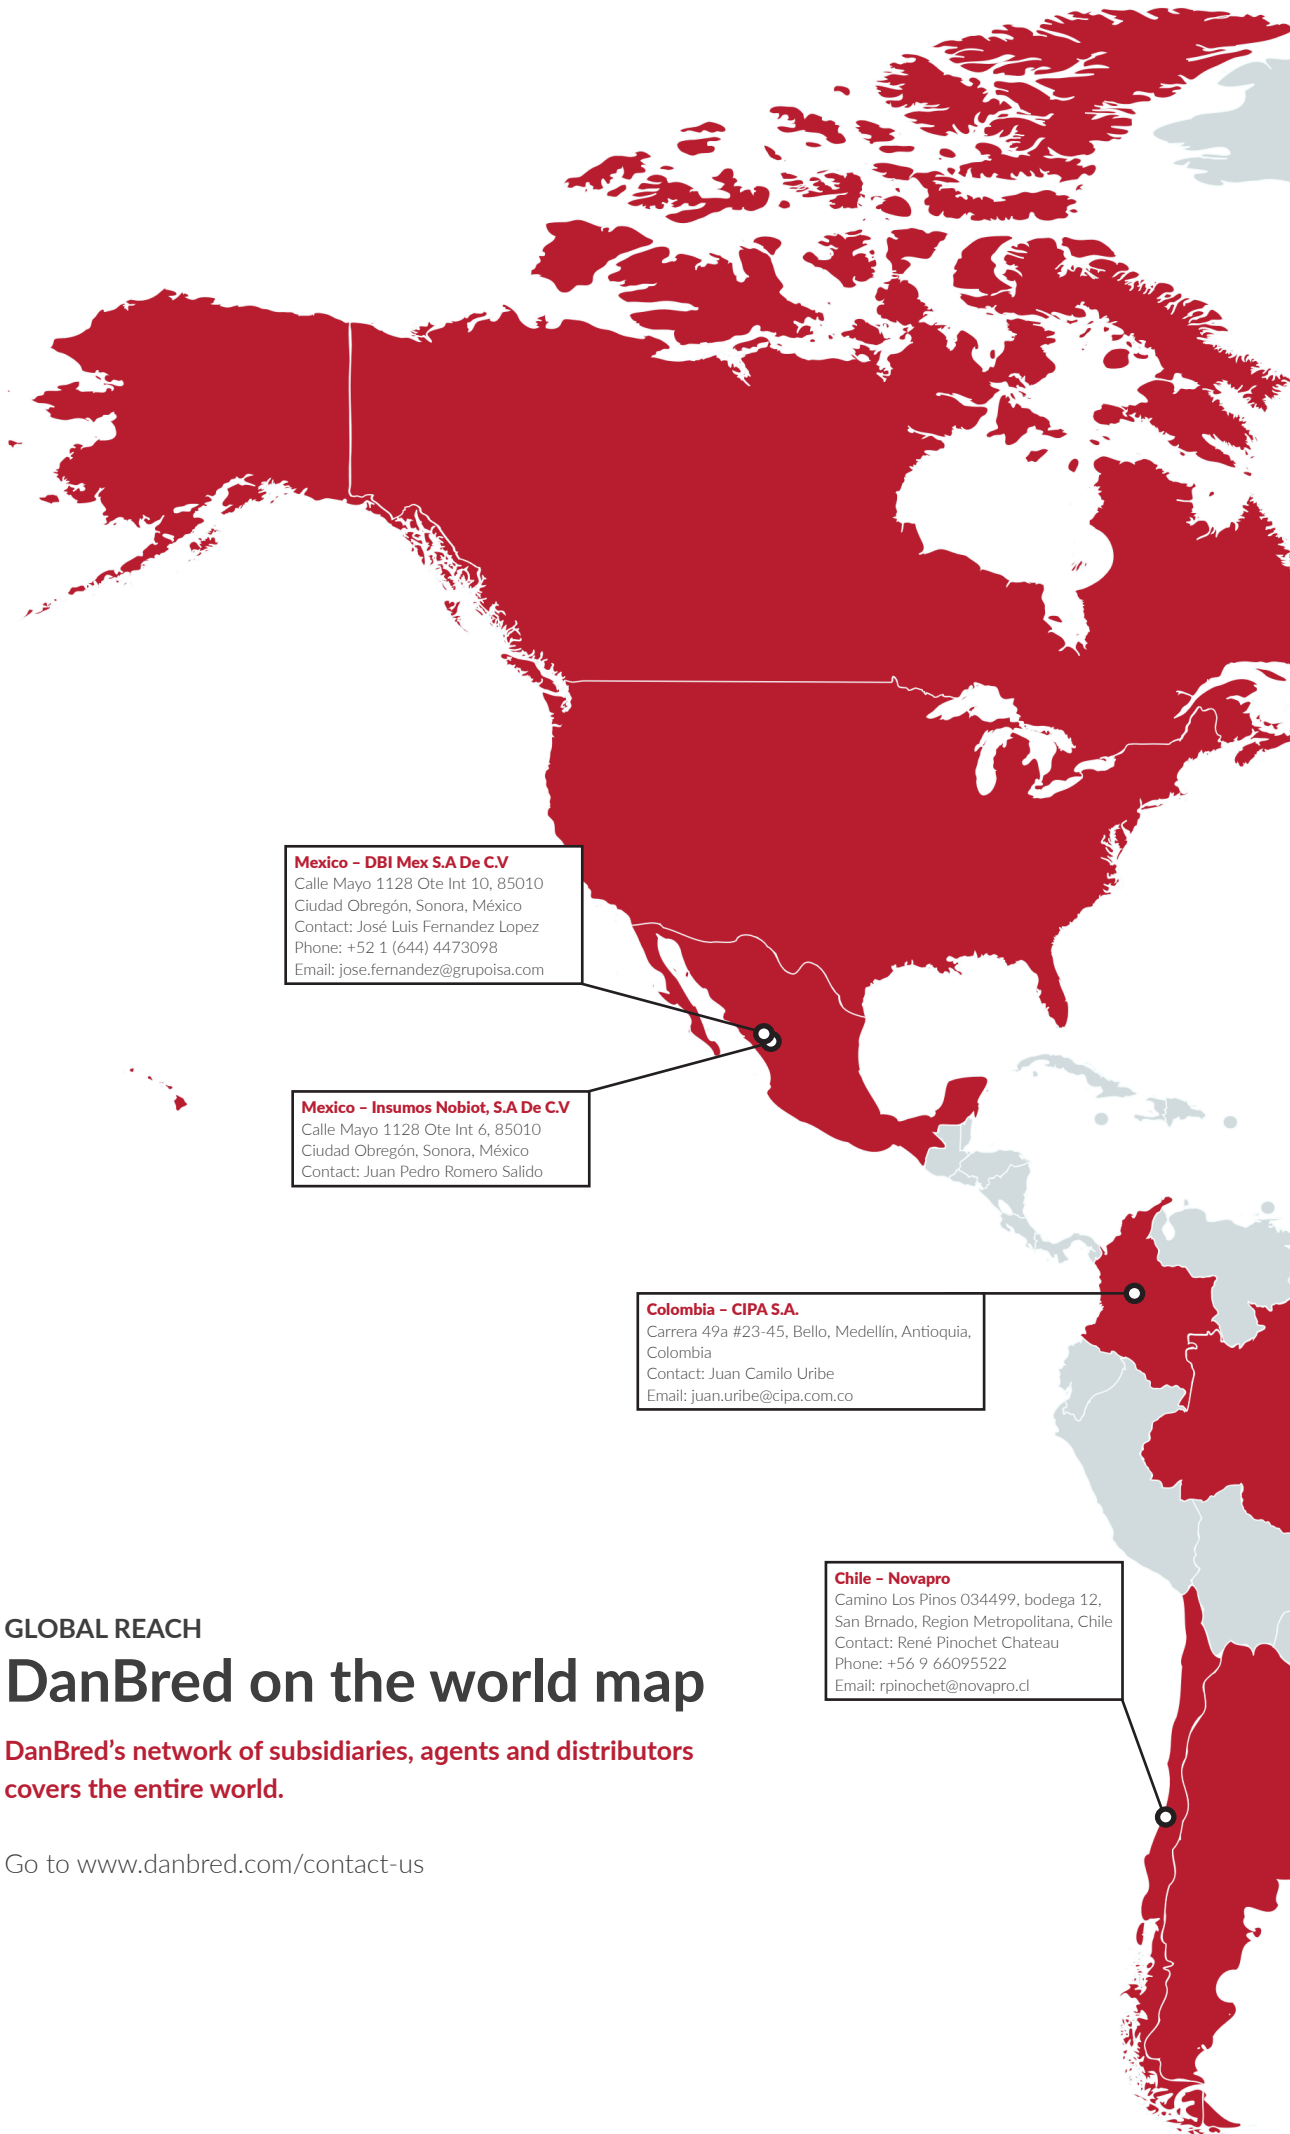 Mexico – DBI Mex S.A De C.V
Calle Mayo 1128 Ote Int 10, 85010
Ciudad Obregón, Sonora, México
Contact: José Luis Fernandez Lopez
Phone: +52 1 (644) 4473098
Email: jose.fernandez@grupoisa.com
Mexico – Insumos Nobiot, S.A De C.V
Calle Mayo 1128 Ote Int 6, 85010
Ciudad Obregón, Sonora, México
Contact: Juan Pedro Romero Salido
Colombia – CIPA S.A.
Carrera 49a #23-45, Bello, Medellín, Antioquia,
Colombia
Contact: Juan Camilo Uribe
Email: juan.uribe@cipa.com.co
Chile – Novapro
Camino Los Pinos 034499, bodega 12,
San Brnado, Region Metropolitana, Chile
Contact: René Pinochet Chateau
Phone: +56 9 66095522
Email: rpinochet@novapro.cl
GLOBAL REACH
DanBred on the world map
DanBred’s network of subsidiaries, agents and distributors
covers the entire world.
Go to www.danbred.com/contact-us